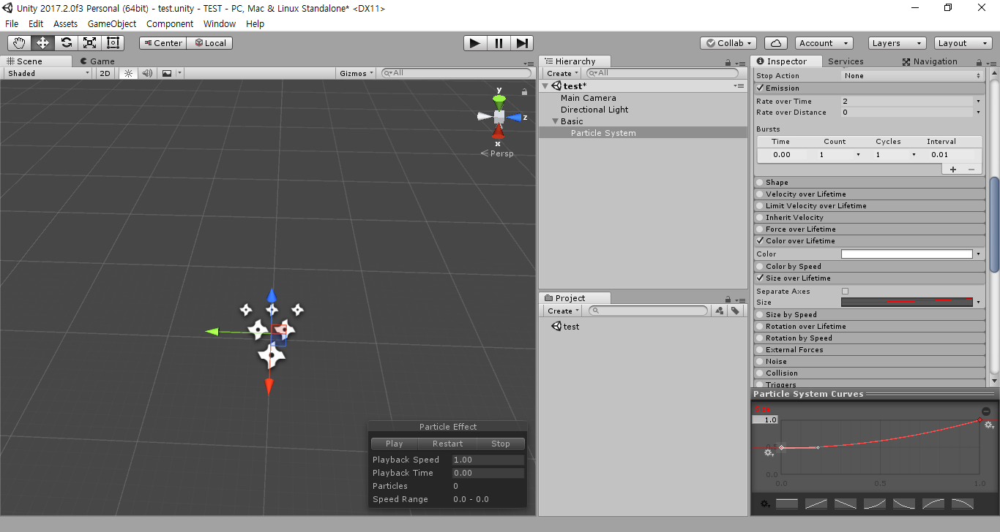 Unity 2017.2.0f3 Personal (64bit) - test.unity - TEST - PC, Mac & Linux Standalone* <DX11>
File Edit Assets GameObject Component Window Help
Center Local Collab Account Layers Layout
Scene Game
Shaded 2D Gizmos All
y
z
x
Persp
Particle Effect
Play Restart Stop
Playback Speed 1.00
Playback Time 0.00
Particles 0
Speed Range 0.0 - 0.0
Hierarchy
Create All
test*
Main Camera
Directional Light
Basic
Particle System
Project
Create
test
Inspector Services Navigation
Stop Action None
Emission
Rate over Time 2
Rate over Distance 0
Bursts
Time Count Cycles Interval
0.00 1 1 0.01
Shape
Velocity over Lifetime
Limit Velocity over Lifetime
Inherit Velocity
Force over Lifetime
Color over Lifetime
Color
Color by Speed
Size over Lifetime
Separate Axes
Size
Size by Speed
Rotation over Lifetime
Rotation by Speed
External Forces
Noise
Collision
Triggers
Particle System Curves
Size
1.0
0.5
0.0
0.0 0.5 1.0